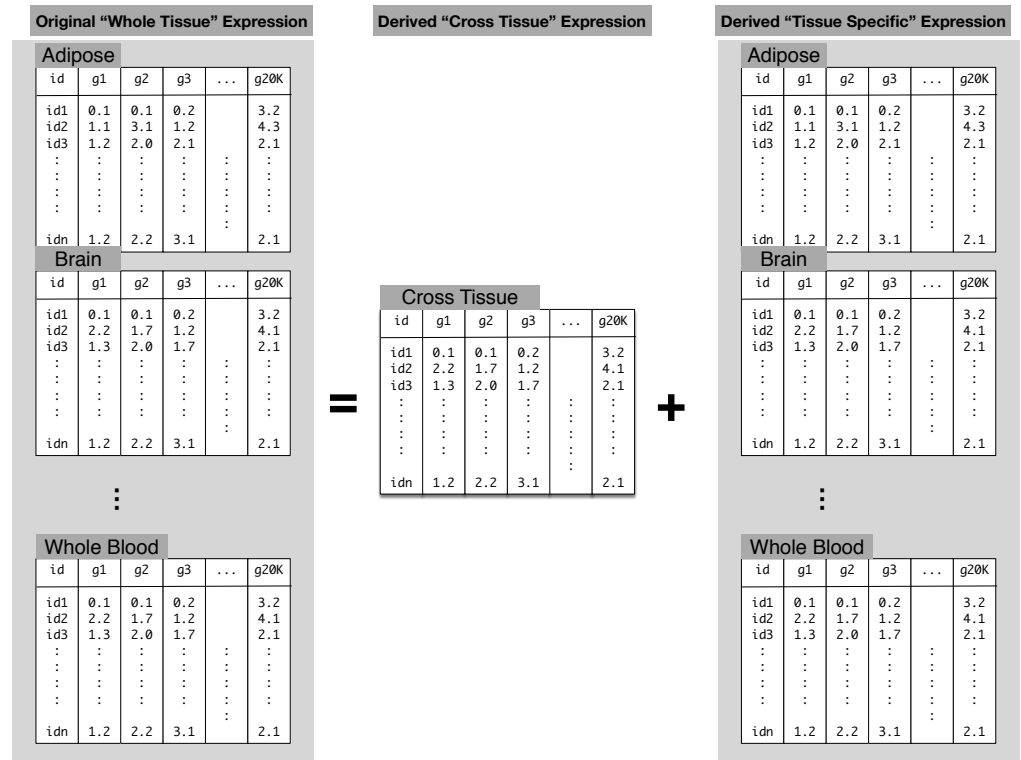 Original “Whole Tissue” Expression
Derived “Cross Tissue” Expression
Derived “Tissue Specific” Expression
Adipose
id g1 g2 g3 ... g20K
id1 0.1 0.1 0.2 3.2
id2 1.1 3.1 1.2 4.3
id3 1.2 2.0 2.1 2.1
: : : : : :
: : : : : :
: : : : : :
: : : : : :
:
idn 1.2 2.2 3.1 2.1
Brain
id g1 g2 g3 ... g20K
id1 0.1 0.1 0.2 3.2
id2 2.2 1.7 1.2 4.1
id3 1.3 2.0 1.7 2.1
: : : : : :
: : : : : :
: : : : : :
: : : : : :
:
idn 1.2 2.2 3.1 2.1
⋮
Whole Blood
id g1 g2 g3 ... g20K
id1 0.1 0.1 0.2 3.2
id2 2.2 1.7 1.2 4.1
id3 1.3 2.0 1.7 2.1
: : : : : :
: : : : : :
: : : : : :
: : : : : :
:
idn 1.2 2.2 3.1 2.1
=
Cross Tissue
id g1 g2 g3 ... g20K
id1 0.1 0.1 0.2 3.2
id2 2.2 1.7 1.2 4.1
id3 1.3 2.0 1.7 2.1
: : : : : :
: : : : : :
: : : : : :
: : : : : :
:
idn 1.2 2.2 3.1 2.1
+
Adipose
id g1 g2 g3 ... g20K
id1 0.1 0.1 0.2 3.2
id2 1.1 3.1 1.2 4.3
id3 1.2 2.0 2.1 2.1
: : : : : :
: : : : : :
: : : : : :
: : : : : :
:
idn 1.2 2.2 3.1 2.1
Brain
id g1 g2 g3 ... g20K
id1 0.1 0.1 0.2 3.2
id2 2.2 1.7 1.2 4.1
id3 1.3 2.0 1.7 2.1
: : : : : :
: : : : : :
: : : : : :
: : : : : :
:
idn 1.2 2.2 3.1 2.1
⋮
Whole Blood
id g1 g2 g3 ... g20K
id1 0.1 0.1 0.2 3.2
id2 2.2 1.7 1.2 4.1
id3 1.3 2.0 1.7 2.1
: : : : : :
: : : : : :
: : : : : :
: : : : : :
:
idn 1.2 2.2 3.1 2.1